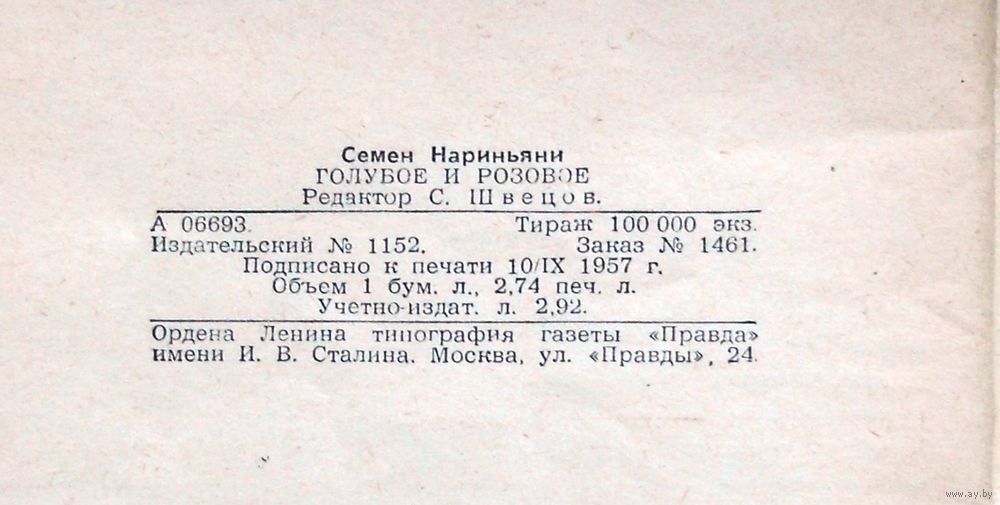 Семен Нариньяни
ГОЛУБОЕ И РОЗОВОЕ
Редактор С. Швецов.
А 06693. Тираж 100 000 экз.
Издательский № 1152. Заказ № 1461.
Подписано к печати 10/IX 1957 г.
Объем 1 бум. л., 2,74 печ. л.
Учетно-издат. л. 2,92.
Ордена Ленина типография газеты «Правда»
имени И. В. Сталина. Москва, ул. «Правды», 24.
www.ay.by